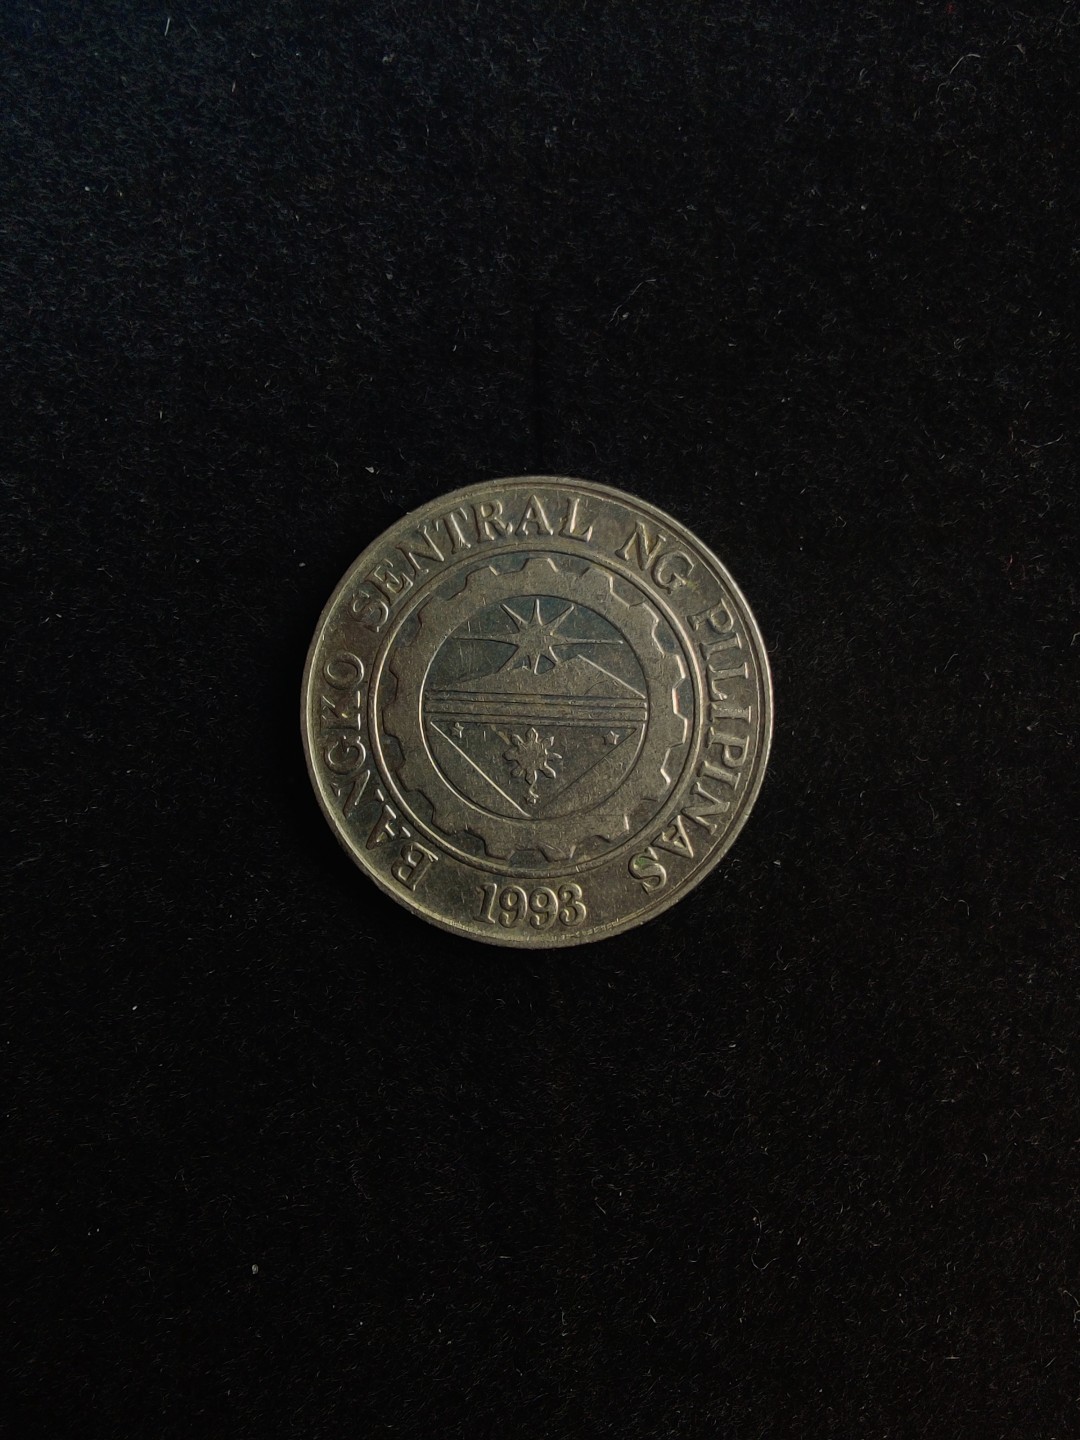 BANGKO SENTRAL NG PILIPINAS
1993